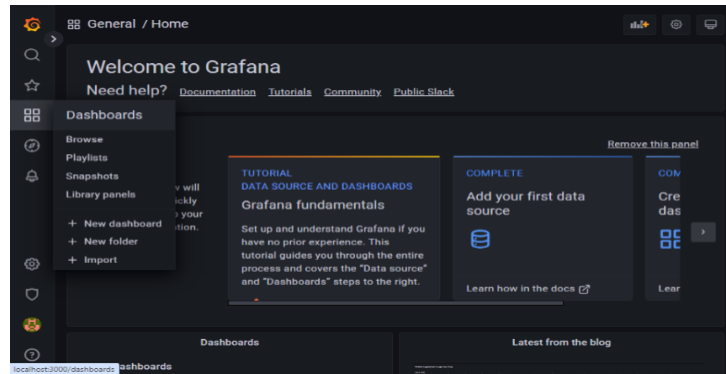 General / Home
Welcome to Grafana
Need help? Documentation Tutorials Community Public Slack
Dashboards
Browse
Playlists
Snapshots
Library panels
+ New dashboard
+ New folder
+ Import
Remove this panel
w will
ickly
o your
tion.
TUTORIAL
DATA SOURCE AND DASHBOARDS
Grafana fundamentals
Set up and understand Grafana if you
have no prior experience. This
tutorial guides you through the entire
process and covers the "Data source"
and "Dashboards" steps to the right.
COMPLETE
Add your first data
source
Learn how in the docs
COM
Cre
das
Lear
Dashboards
Latest from the blog
ashboards
localhost:3000/dashboards